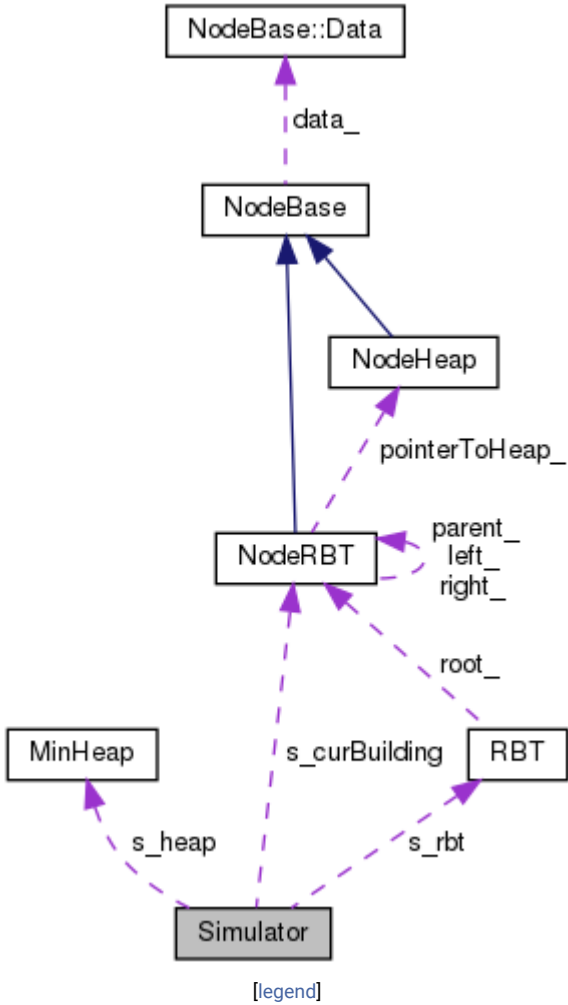 NodeBase::Data
data_
NodeBase
NodeHeap
pointerToHeap_
NodeRBT
parent_
left_
right_
root_
MinHeap
s_curBuilding
RBT
s_heap
s_rbt
Simulator
[legend]